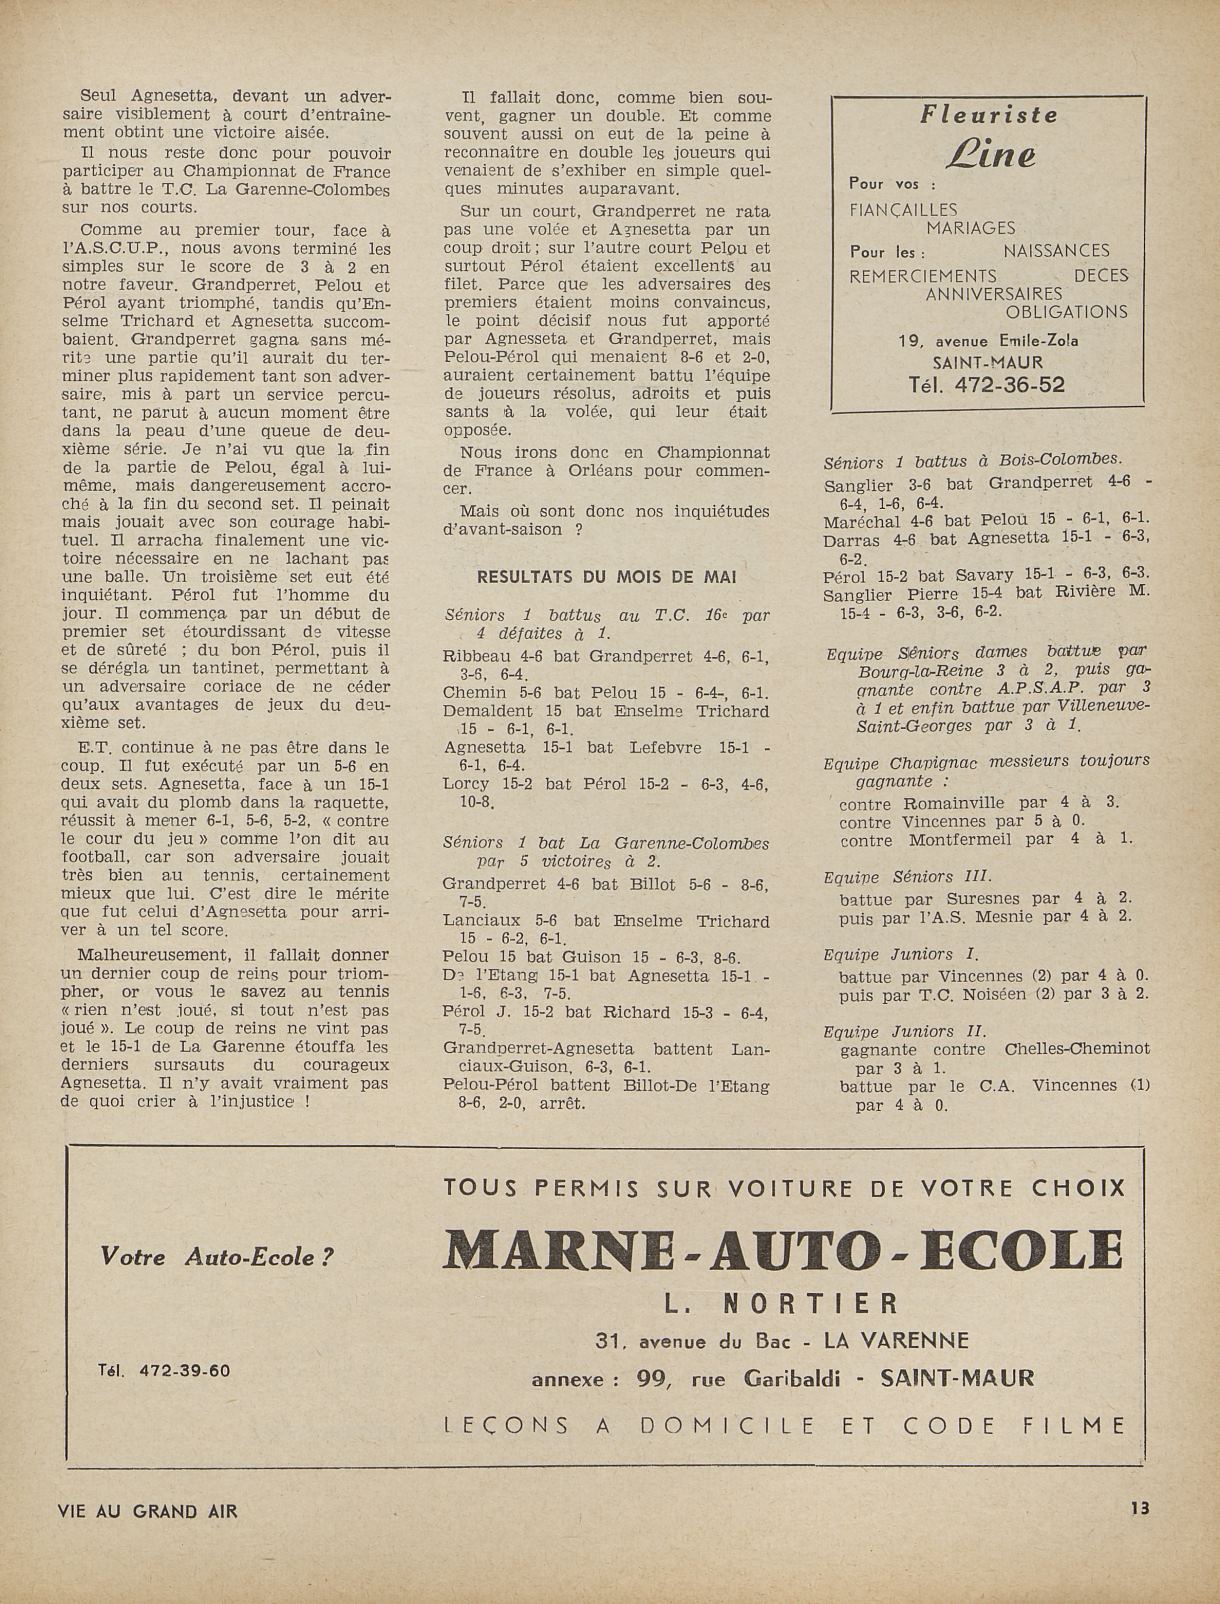 Seul Agnesetta, devant un adver-
saire visiblement à court d'entraîne-
ment obtint une victoire aisée.
Il nous reste donc pour pouvoir
participer au Championnat de France
à battre le T.C. La Garenne-Colombes
sur nos courts.
Comme au premier tour, face à
l'A.S.C.U.P., nous avons terminé les
simples sur le score de 3 à 2 en
notre faveur. Grandperret, Pelou et
Pérol ayant triomphé, tandis qu'En-
selme Trichard et Agnesetta succom-
baient. Grandperret gagna sans mé-
rite une partie qu'il aurait du ter-
miner plus rapidement tant son adver-
saire, mis à part un service percu-
tant, ne parut à aucun moment être
dans la peau d'une queue de deu-
xième série. Je n'ai vu que la fin
de la partie de Pelou, égal à lui-
même, mais dangereusement accro-
ché à la fin du second set. Il peinait
mais jouait avec son courage habi-
tuel. Il arracha finalement une vic-
toire nécessaire en ne lachant pas
une balle. Un troisième set eut été
inquiétant. Pérol fut l'homme du
jour. Il commença par un début de
premier set étourdissant de vitesse
et de sûreté ; du bon Pérol, puis il
se dérégla un tantinet, permettant à
un adversaire coriace de ne céder
qu'aux avantages de jeux du deu-
xième set.
E.T. continue à ne pas être dans le
coup. Il fut exécuté par un 5-6 en
deux sets. Agnesetta, face à un 15-1
qui avait du plomb dans la raquette,
réussit à mener 6-1, 5-6, 5-2, « contre
le cour du jeu » comme l'on dit au
football, car son adversaire jouait
très bien au tennis, certainement
mieux que lui. C'est dire le mérite
que fut celui d'Agnesetta pour arri-
ver à un tel score.
Malheureusement, il fallait donner
un dernier coup de reins pour triom-
pher, or vous le savez au tennis
« rien n'est joué, si tout n'est pas
joué ». Le coup de reins ne vint pas
et le 15-1 de La Garenne étouffa les
derniers sursauts du courageux
Agnesetta. Il n'y avait vraiment pas
de quoi crier à l'injustice !
Il fallait donc, comme bien sou-
vent, gagner un double. Et comme
souvent aussi on eut de la peine à
reconnaître en double les joueurs qui
venaient de s'exhiber en simple quel-
ques minutes auparavant.
Sur un court, Grandperret ne rata
pas une volée et Agnesetta par un
coup droit ; sur l'autre court Pelou et
surtout Pérol étaient excellents au
filet. Parce que les adversaires des
premiers étaient moins convaincus,
le point décisif nous fut apporté
par Agnesseta et Grandperret, mais
Pelou-Pérol qui menaient 8-6 et 2-0,
auraient certainement battu l'équipe
de joueurs résolus, adroits et puis
sants à la volée, qui leur était
opposée.
Nous irons donc en Championnat
de France à Orléans pour commen-
cer.
Mais où sont donc nos inquiétudes
d'avant-saison ?
RESULTATS DU MOIS DE MAI
Séniors 1 battus au T.C. 16e par
4 défaites à 1.
Ribbeau 4-6 bat Grandperret 4-6, 6-1,
3-6, 6-4.
Chemin 5-6 bat Pelou 15 - 6-4-, 6-1.
Demaldent 15 bat Enselme Trichard
15 - 6-1, 6-1.
Agnesetta 15-1 bat Lefebvre 15-1 -
6-1, 6-4.
Lorcy 15-2 bat Pérol 15-2 - 6-3, 4-6,
10-8.
Séniors 1 bat La Garenne-Colombes
par 5 victoires à 2.
Grandperret 4-6 bat Billot 5-6 - 8-6,
7-5.
Lanciaux 5-6 bat Enselme Trichard
15 - 6-2, 6-1.
Pelou 15 bat Guison 15 - 6-3, 8-6.
De l'Etang 15-1 bat Agnesetta 15-1 -
1-6, 6-3, 7-5.
Pérol J. 15-2 bat Richard 15-3 - 6-4,
7-5.
Grandperret-Agnesetta battent Lan-
ciaux-Guison, 6-3, 6-1.
Pelou-Pérol battent Billot-De l'Etang
8-6, 2-0, arrêt.
Fleuriste
Line
Pour vos :
FIANÇAILLES
MARIAGES
Pour les : NAISSANCES
REMERCIEMENTS DECES
ANNIVERSAIRES
OBLIGATIONS
19, avenue Emile-Zola
SAINT-MAUR
Tél. 472-36-52
Séniors 1 battus à Bois-Colombes.
Sanglier 3-6 bat Grandperret 4-6 -
6-4, 1-6, 6-4.
Maréchal 4-6 bat Pelou 15 - 6-1, 6-1.
Darras 4-6 bat Agnesetta 15-1 - 6-3,
6-2.
Pérol 15-2 bat Savary 15-1 - 6-3, 6-3.
Sanglier Pierre 15-4 bat Rivière M.
15-4 - 6-3, 3-6, 6-2.
Equipe Séniors dames battue par
Bourg-la-Reine 3 à 2, puis ga-
gnante contre A.P.S.A.P. par 3
à 1 et enfin battue par Villeneuve-
Saint-Georges par 3 à 1.
Equipe Chapignac messieurs toujours
gagnante :
contre Romainville par 4 à 3.
contre Vincennes par 5 à 0.
contre Montfermeil par 4 à 1.
Equipe Séniors III.
battue par Suresnes par 4 à 2.
puis par l'A.S. Mesnie par 4 à 2.
Equipe Juniors I.
battue par Vincennes (2) par 4 à 0.
puis par T.C. Noiséen (2) par 3 à 2.
Equipe Juniors II.
gagnante contre Chelles-Cheminot
par 3 à 1.
battue par le C.A. Vincennes (1)
par 4 à 0.
Votre Auto-Ecole ?
Tél. 472-39-60
TOUS PERMIS SUR VOITURE DE VOTRE CHOIX
MARNE-AUTO-ECOLE
L. NORTIER
31, avenue du Bac - LA VARENNE
annexe : 99, rue Garibaldi - SAINT-MAUR
LEÇONS A DOMICILE ET CODE FILME
VIE AU GRAND AIR
13